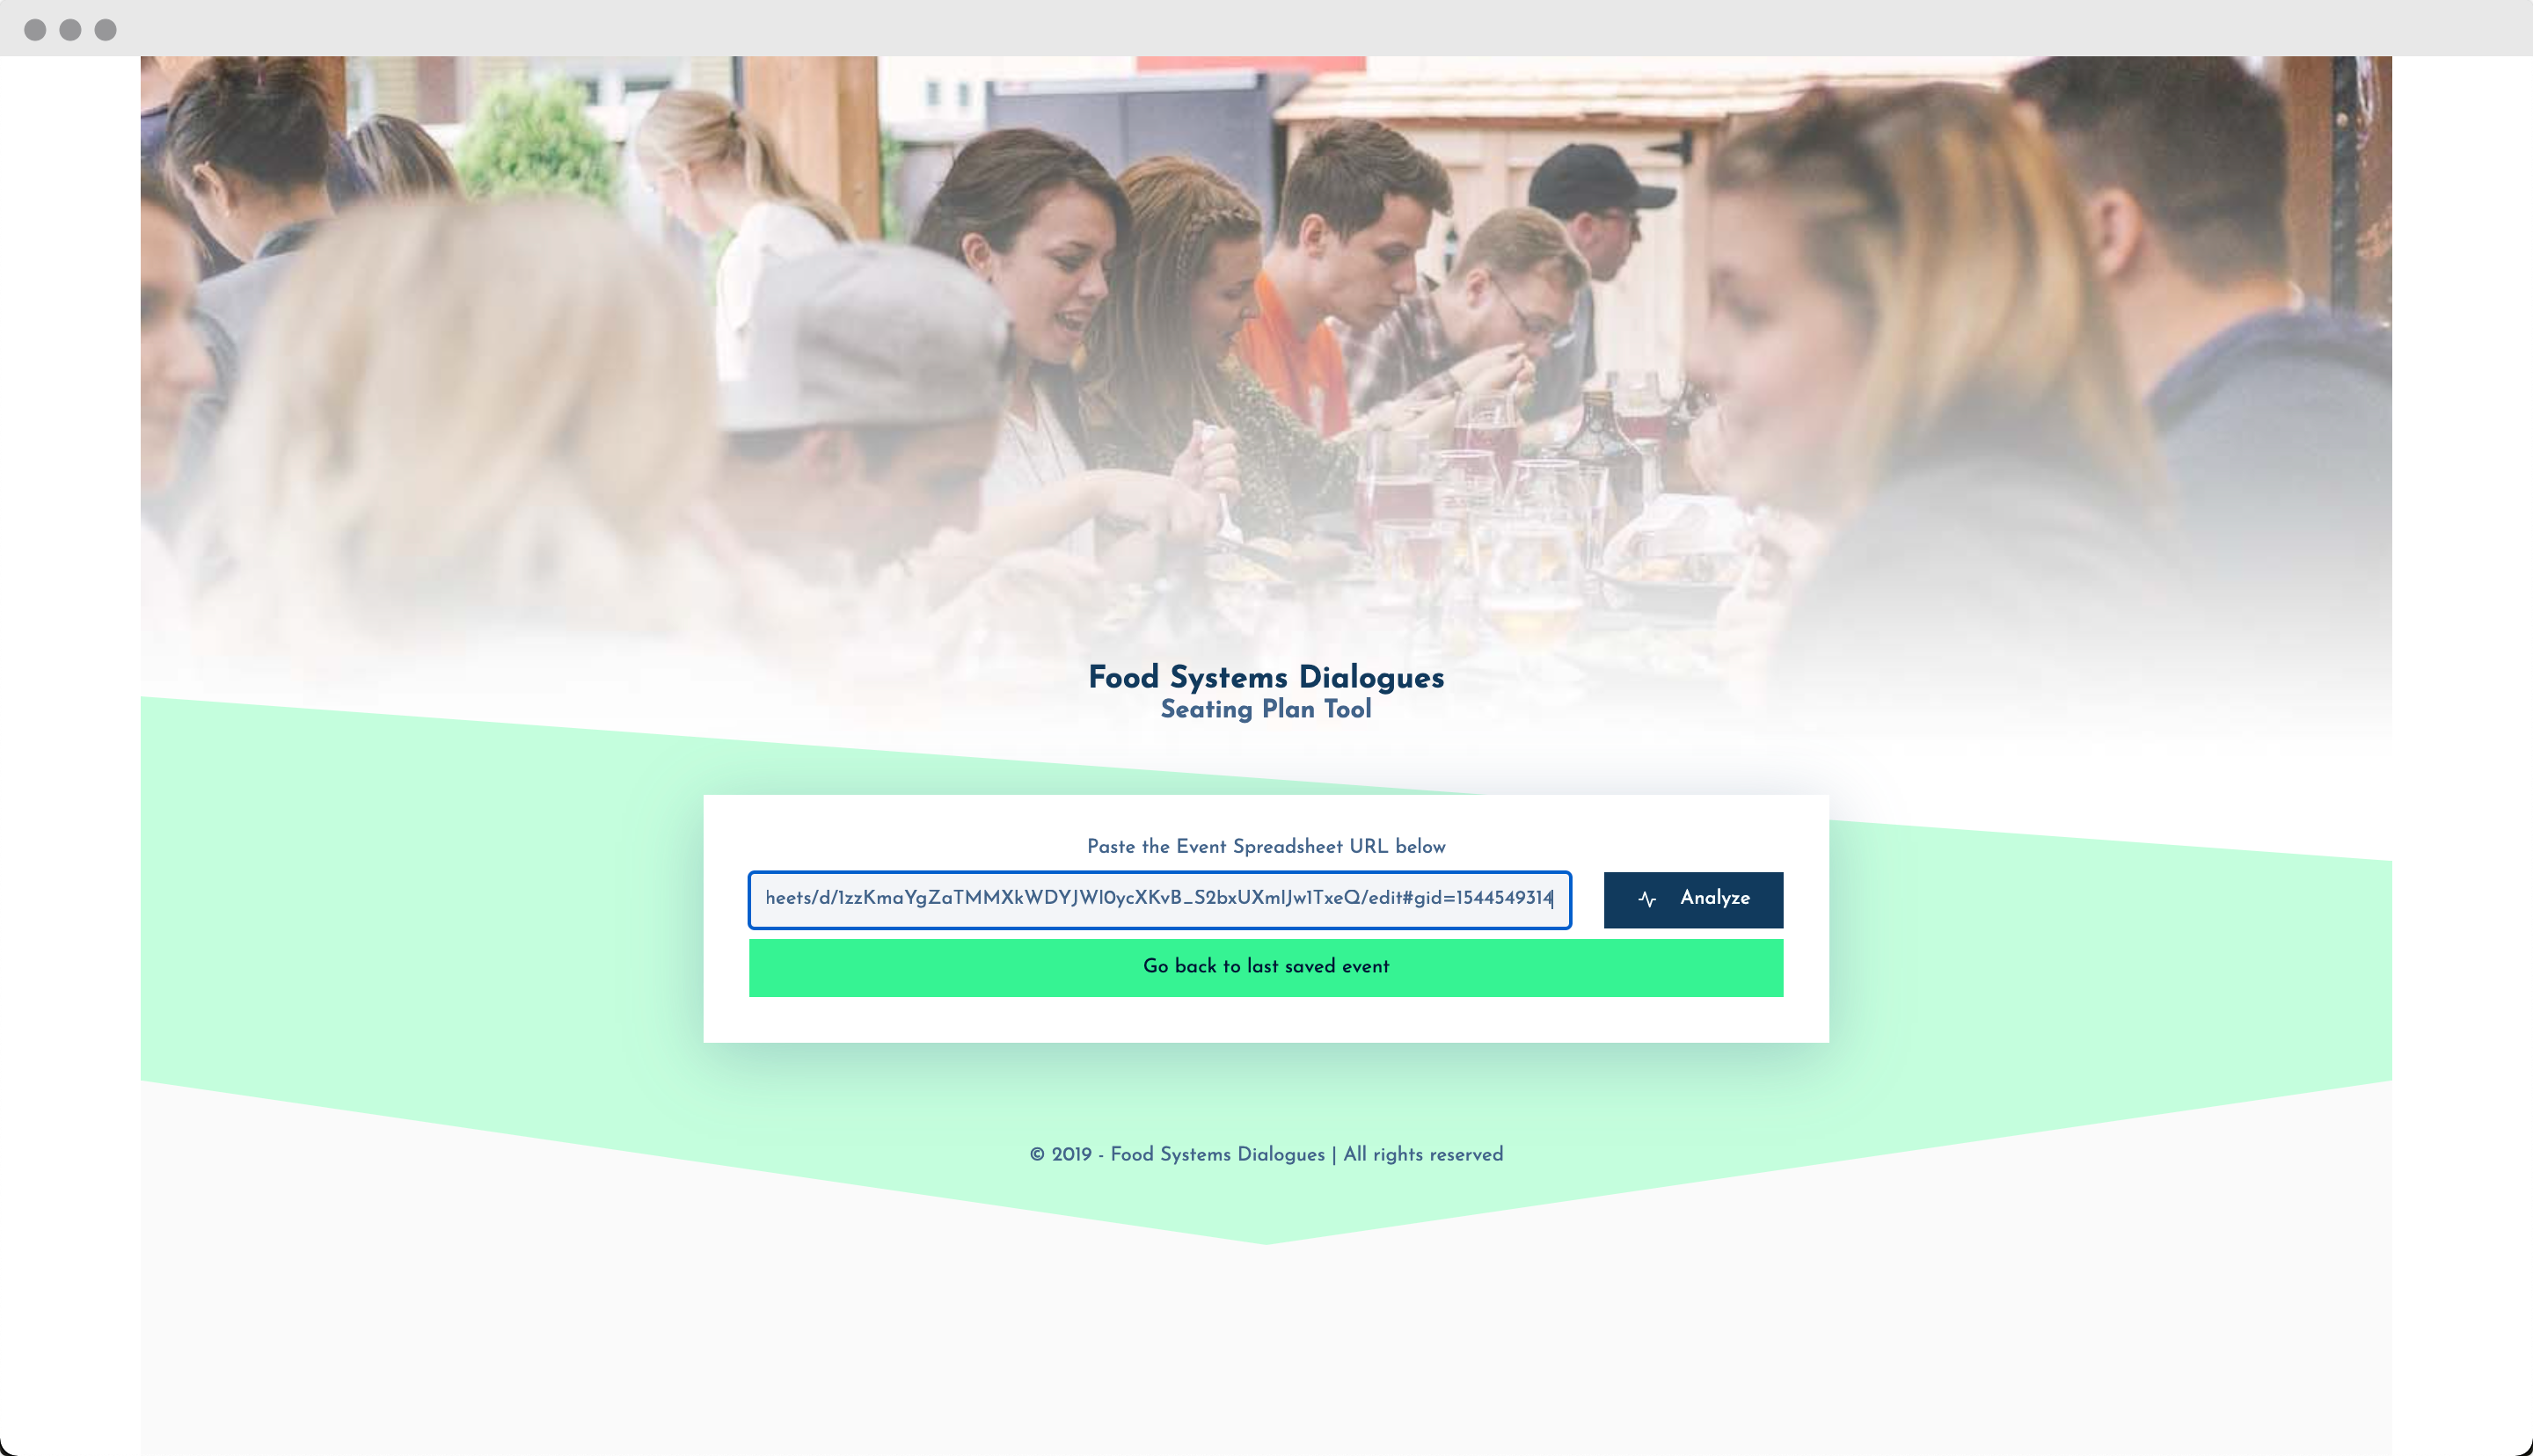 Food Systems Dialogues
Seating Plan Tool
Paste the Event Spreadsheet URL below
heets/d/1zzKmaYgZaTMMXkWDYJWI0ycXKvB_S2bxUXmIJw1TxeQ/edit#gid=1544549314
Analyze
Go back to last saved event
© 2019 - Food Systems Dialogues | All rights reserved